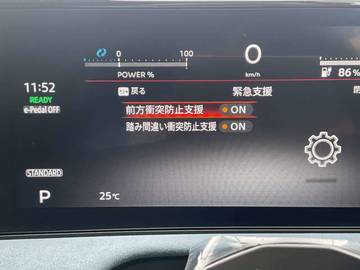 0 100
POWER %
0
km/h
86 %
11:52
READY
e-Pedal OFF
戻る
緊急支援
前方衝突防止支援 ON
踏み間違い衝突防止支援 ON
STANDARD
P
25℃